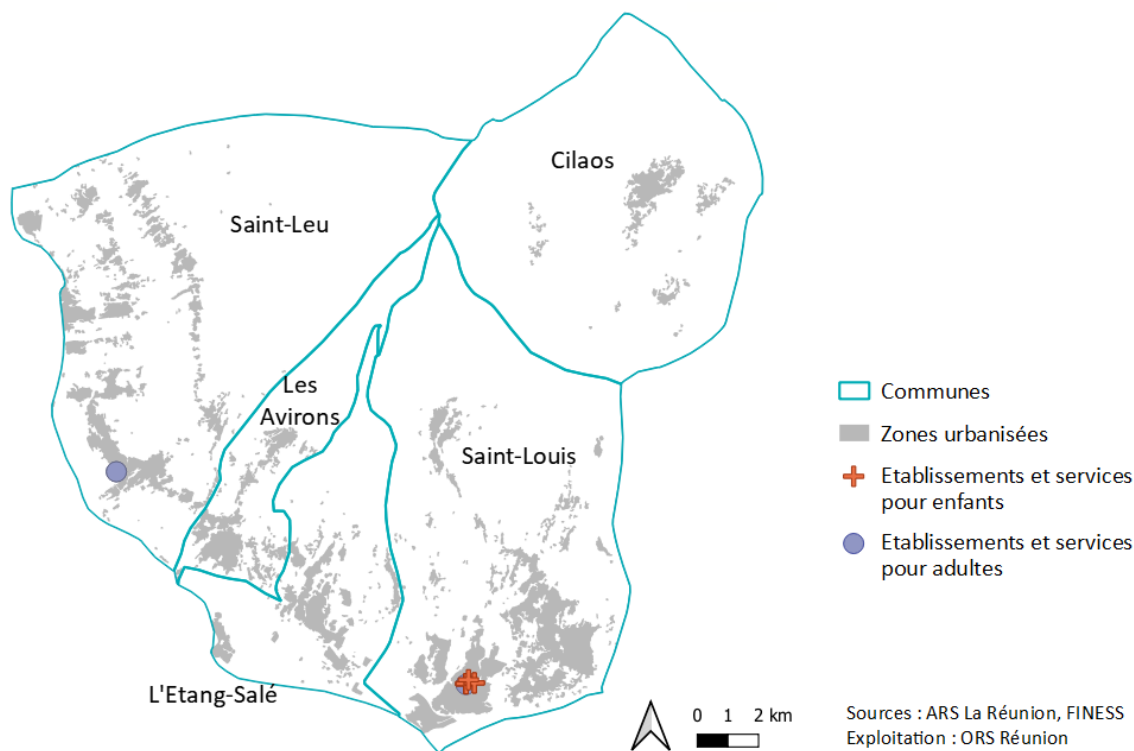 Cilaos
Saint-Leu
Les
Avirons
Saint-Louis
L'Etang-Salé
Communes
Zones urbanisées
Etablissements et services
pour enfants
Etablissements et services
pour adultes
0 1 2 km
Sources : ARS La Réunion, FINESS
Exploitation : ORS Réunion